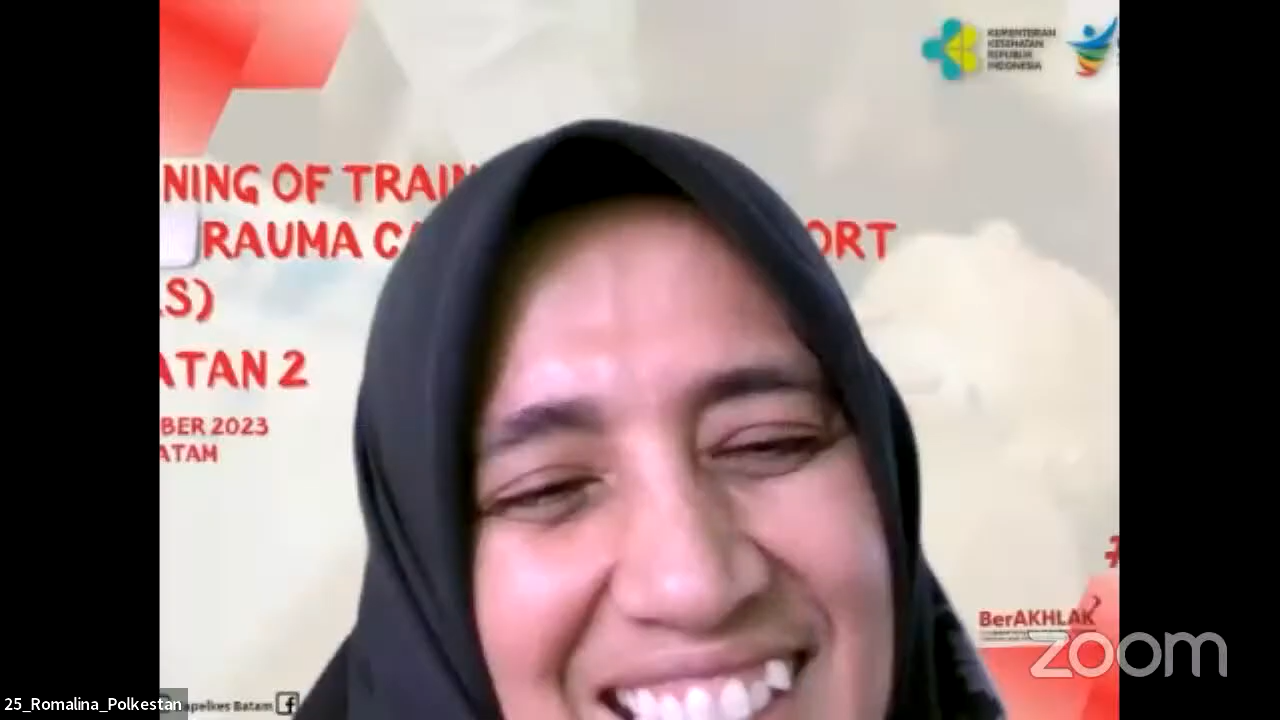 KEMENTERIAN
KESEHATAN
REPUBLIK
INDONESIA
NING OF TRAIN
RAUMA CA
ORT
S)
ATAN 2
BER 2023
ATAM
BerAKHLAK
zoom
apelkes Batam
25_Romalina_Polkestan